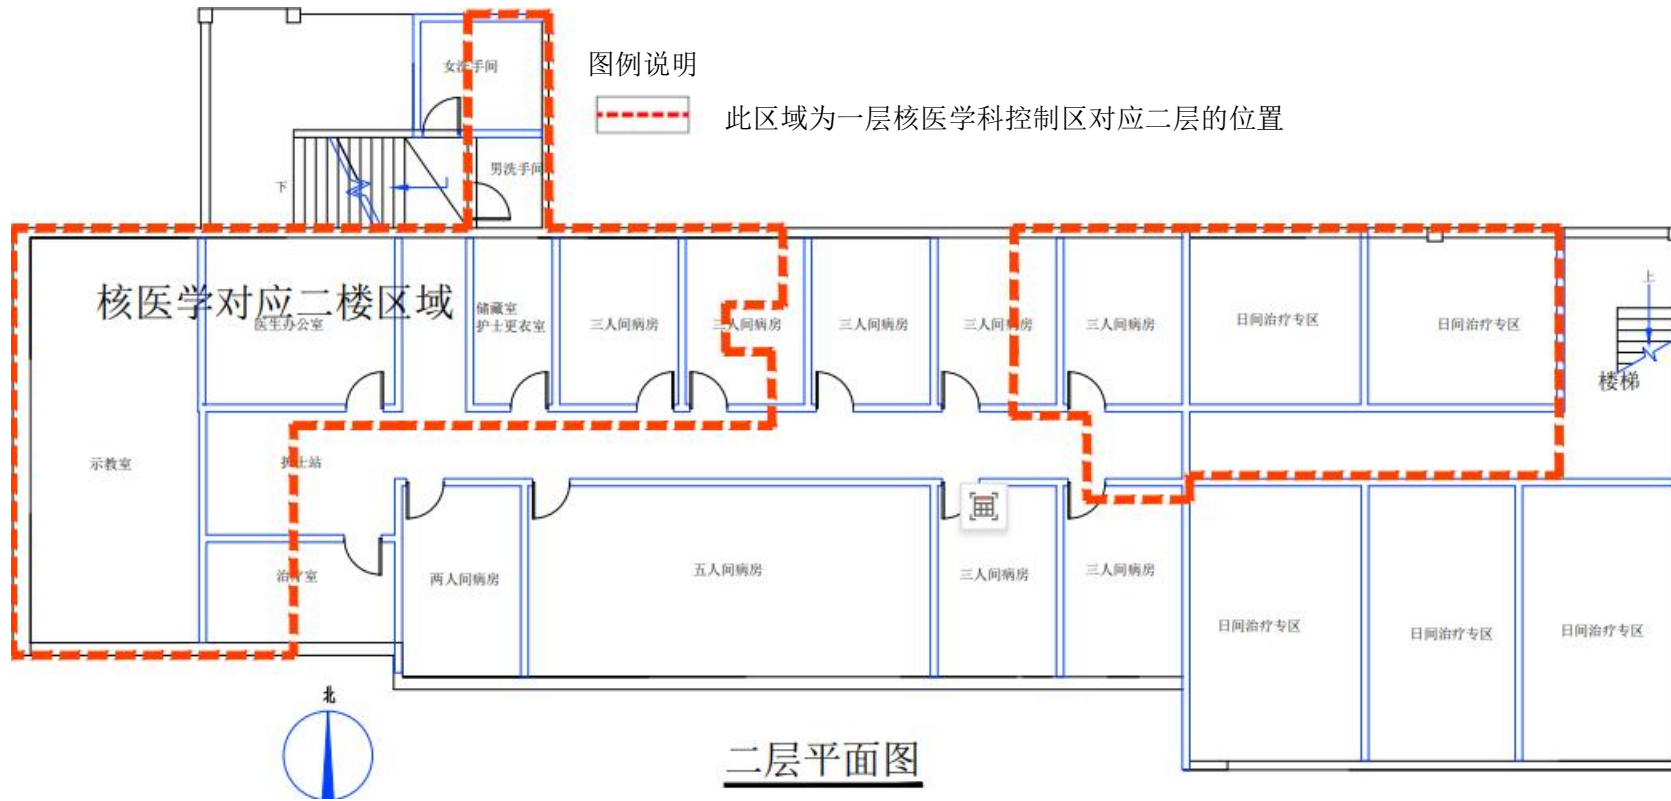 女洗手间
图例说明
此区域为一层核医学科控制区对应二层的位置
男洗手间
下
核医学对应二楼区域
医生办公室
储藏室
护士更衣室
三人间病房
三人间病房
三人间病房
三人间病房
三人间病房
日间治疗专区
日间治疗专区
上
楼梯
示教室
护士站
治疗室
两人间病房
五人间病房
三人间病房
三人间病房
日间治疗专区
日间治疗专区
日间治疗专区
北
二层平面图